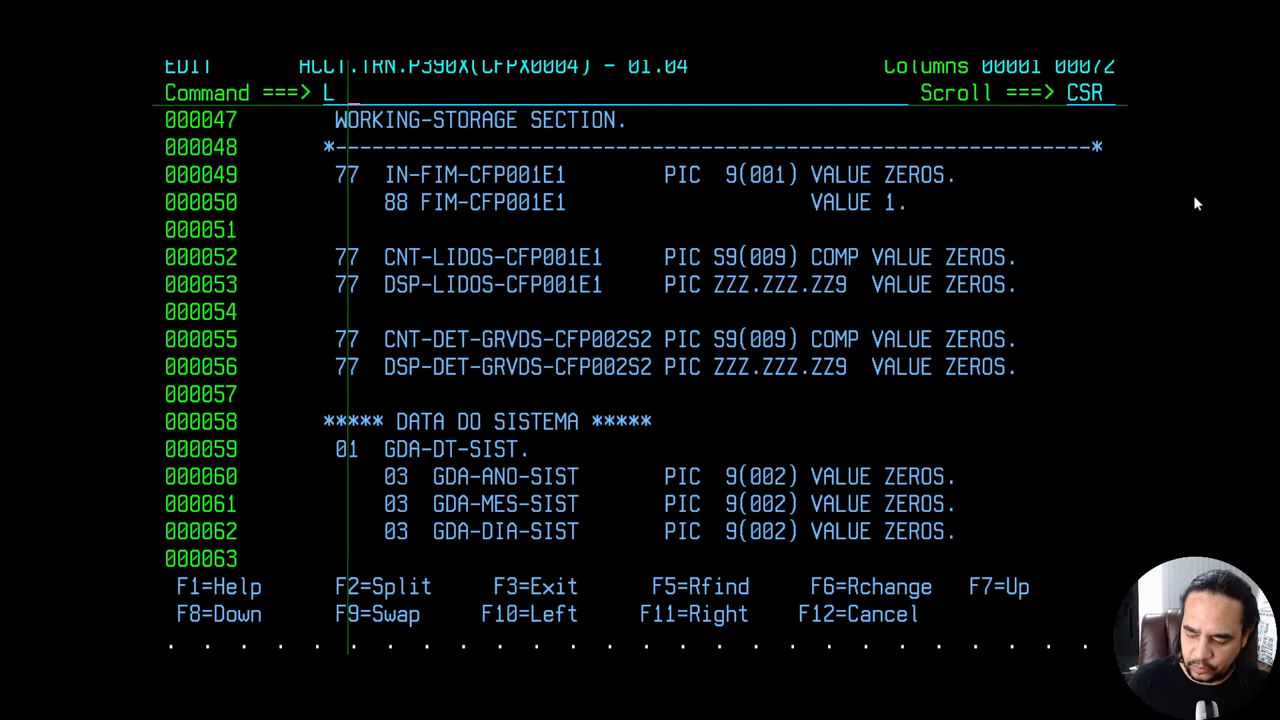 EDIT ACCT.TRN.P390X(CFPX0004) - 01.04 Columns 00001 00072
Command ===> L Scroll ===> CSR
000047 WORKING-STORAGE SECTION.
000048 *--------------------------------------------------------------*
000049 77 IN-FIM-CFP001E1 PIC 9(001) VALUE ZEROS.
000050 88 FIM-CFP001E1 VALUE 1.
000051
000052 77 CNT-LIDOS-CFP001E1 PIC S9(009) COMP VALUE ZEROS.
000053 77 DSP-LIDOS-CFP001E1 PIC ZZZ.ZZZ.ZZ9 VALUE ZEROS.
000054
000055 77 CNT-DET-GRVDS-CFP002S2 PIC S9(009) COMP VALUE ZEROS.
000056 77 DSP-DET-GRVDS-CFP002S2 PIC ZZZ.ZZZ.ZZ9 VALUE ZEROS.
000057
000058 ***** DATA DO SISTEMA *****
000059 01 GDA-DT-SIST.
000060 03 GDA-ANO-SIST PIC 9(002) VALUE ZEROS.
000061 03 GDA-MES-SIST PIC 9(002) VALUE ZEROS.
000062 03 GDA-DIA-SIST PIC 9(002) VALUE ZEROS.
000063
F1=Help F2=Split F3=Exit F5=Rfind F6=Rchange F7=Up
F8=Down F9=Swap F10=Left F11=Right F12=Cancel
. . . . . . . . . . . . . . . . . . . . . . . . . .